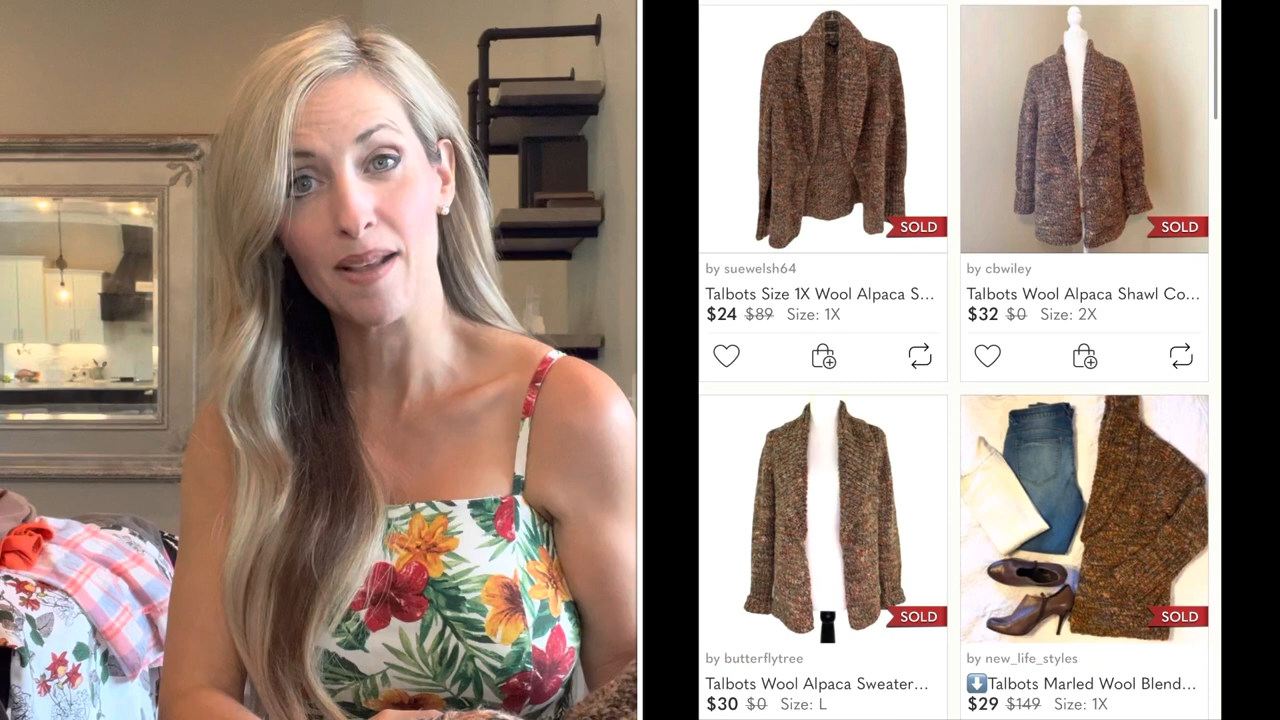 SOLD
by suewelsh64
Talbots Size 1X Wool Alpaca S...
$24 $89 Size: 1X
SOLD
by cbwiley
Talbots Wool Alpaca Shawl Co...
$32 $0 Size: 2X
SOLD
by butterflytree
Talbots Wool Alpaca Sweater...
$30 $0 Size: L
SOLD
by new_life_styles
⬇️Talbots Marled Wool Blend...
$29 $149 Size: 1X